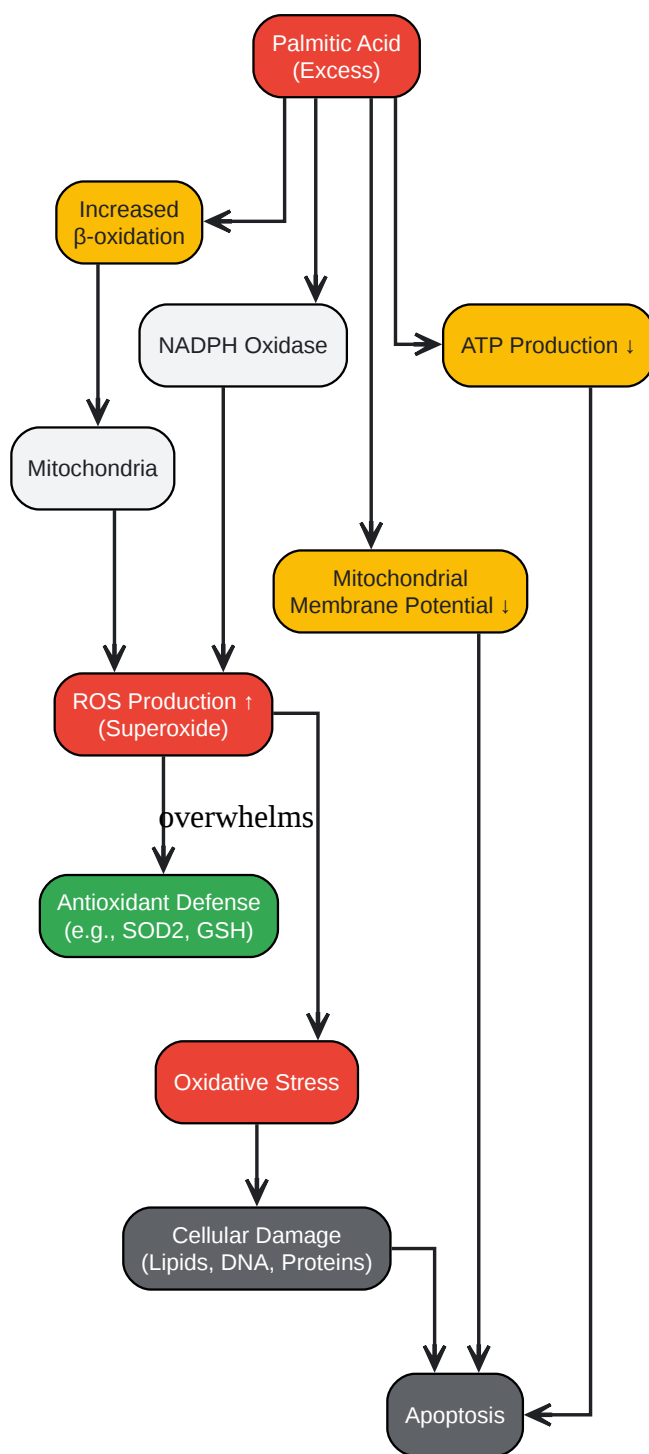 Palmitic Acid
(Excess)
Increased
β-oxidation
NADPH Oxidase
ATP Production ↓
Mitochondria
Mitochondrial
Membrane Potential ↓
ROS Production ↑
(Superoxide)
overwhelms
Antioxidant Defense
(e.g., SOD2, GSH)
Oxidative Stress
Cellular Damage
(Lipids, DNA, Proteins)
Apoptosis